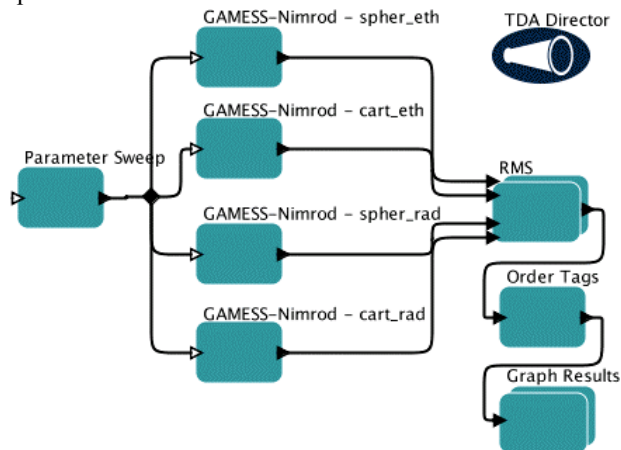 GAMESS-Nimrod - spher_eth
TDA Director
GAMESS-Nimrod - cart_eth
Parameter Sweep
RMS
GAMESS-Nimrod - spher_rad
Order Tags
GAMESS-Nimrod - cart_rad
Graph Results